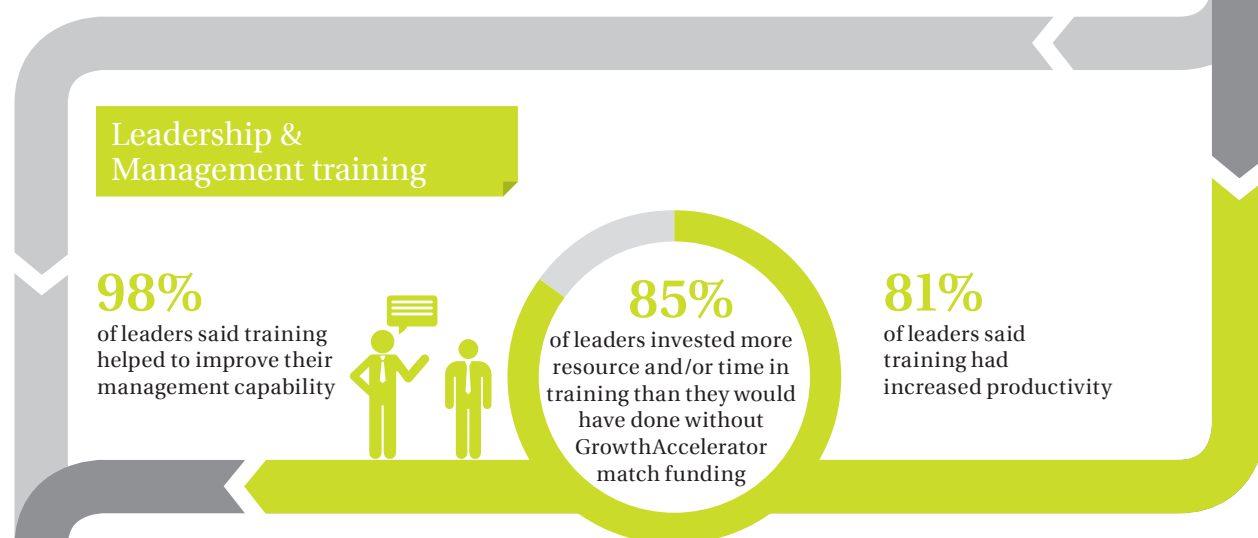 Leadership &
Management training
98%
of leaders said training
helped to improve their
management capability
85%
of leaders invested more
resource and/or time in
training than they would
have done without
GrowthAccelerator
match funding
81%
of leaders said
training had
increased productivity